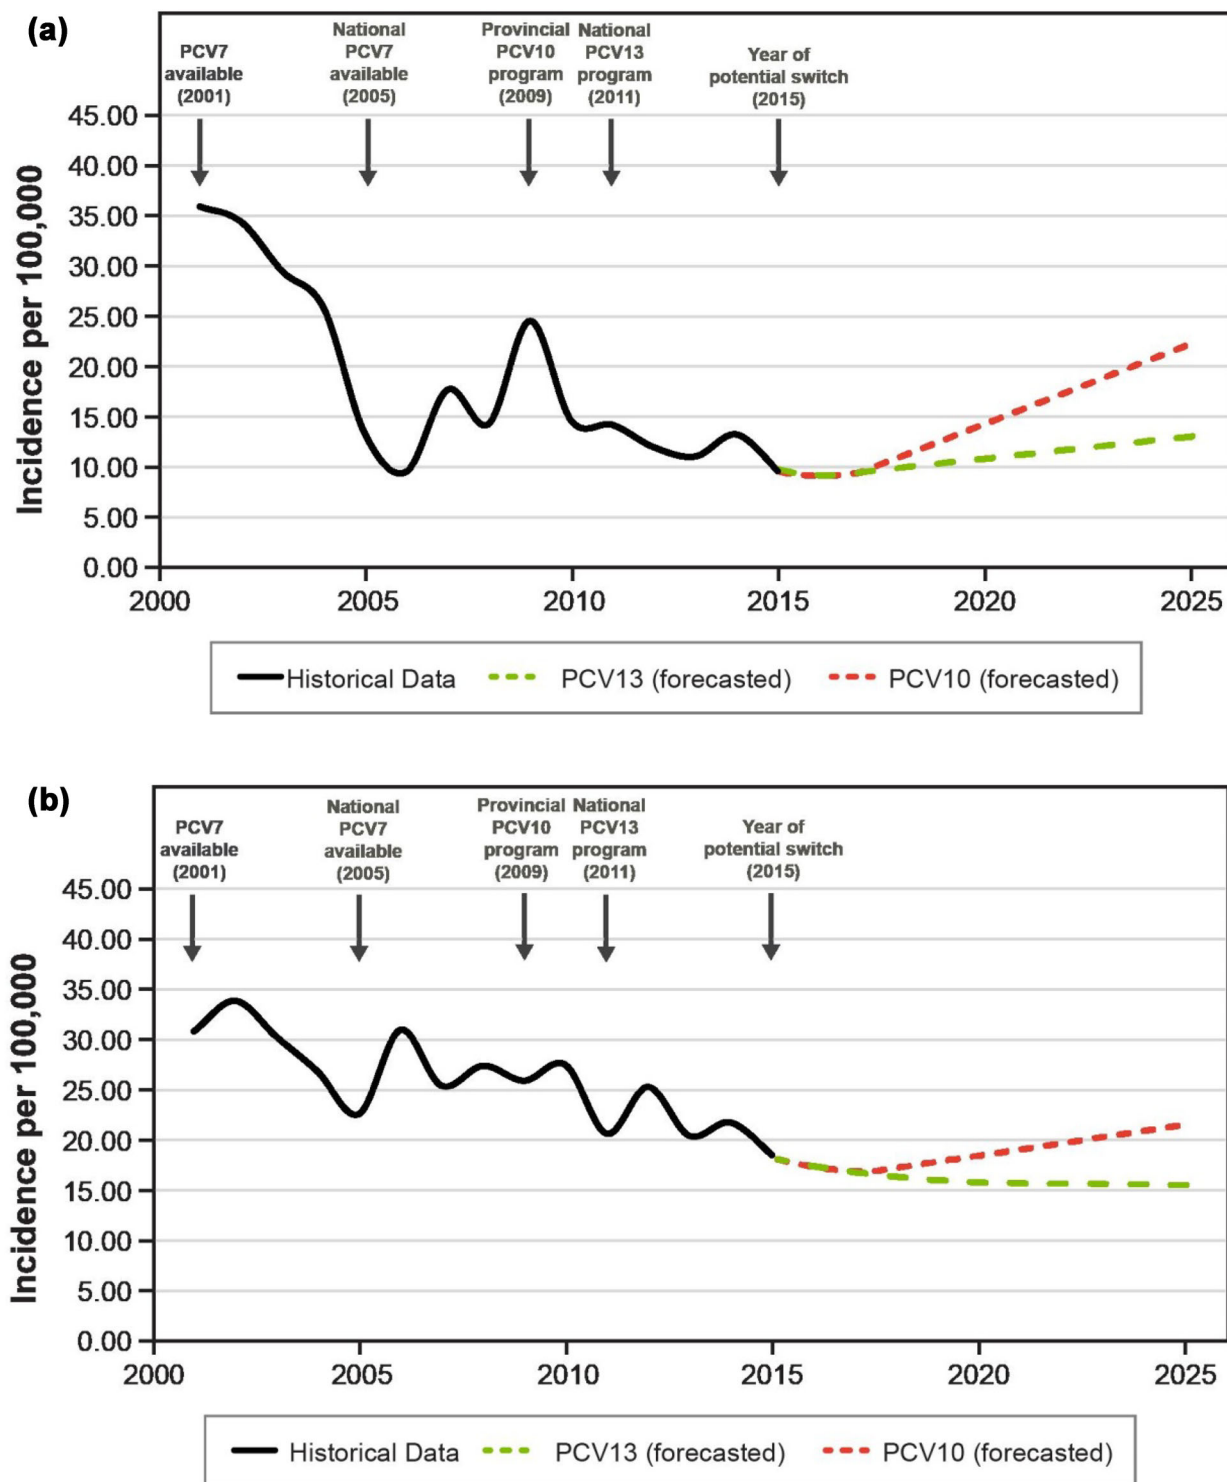 (a)
PCV7
available
(2001)
National
PCV7
available
(2005)
Provincial
PCV10
program
(2009)
National
PCV13
program
(2011)
Year of
potential switch
(2015)
Incidence per 100,000
45.00
40.00
35.00
30.00
25.00
20.00
15.00
10.00
5.00
0.00
2000 2005 2010 2015 2020 2025
Historical Data PCV13 (forecasted) PCV10 (forecasted)
(b)
PCV7
available
(2001)
National
PCV7
available
(2005)
Provincial
PCV10
program
(2009)
National
PCV13
program
(2011)
Year of
potential switch
(2015)
Incidence per 100,000
45.00
40.00
35.00
30.00
25.00
20.00
15.00
10.00
5.00
0.00
2000 2005 2010 2015 2020 2025
Historical Data PCV13 (forecasted) PCV10 (forecasted)